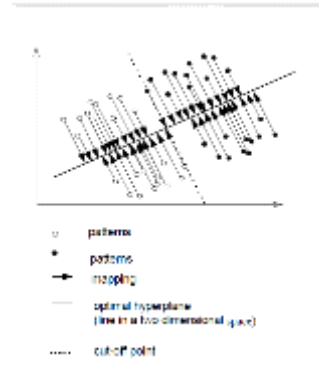 patterns
patterns
mapping
optimal hyperplane
(line in a two dimensional space)
cut-off point